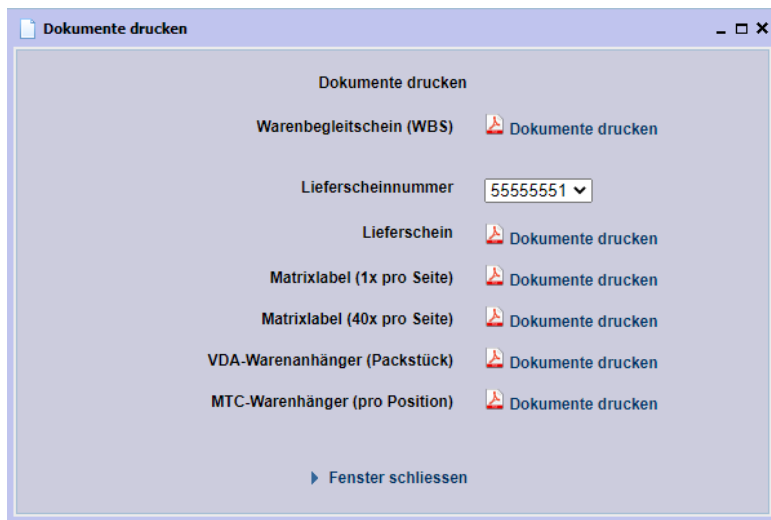 Dokumente drucken
Dokumente drucken
Warenbegleitschein (WBS) Dokumente drucken
Lieferscheinnummer 55555551
Lieferschein Dokumente drucken
Matrixlabel (1x pro Seite) Dokumente drucken
Matrixlabel (40x pro Seite) Dokumente drucken
VDA-Warenanhänger (Packstück) Dokumente drucken
MTC-Warenhänger (pro Position) Dokumente drucken
Fenster schliessen